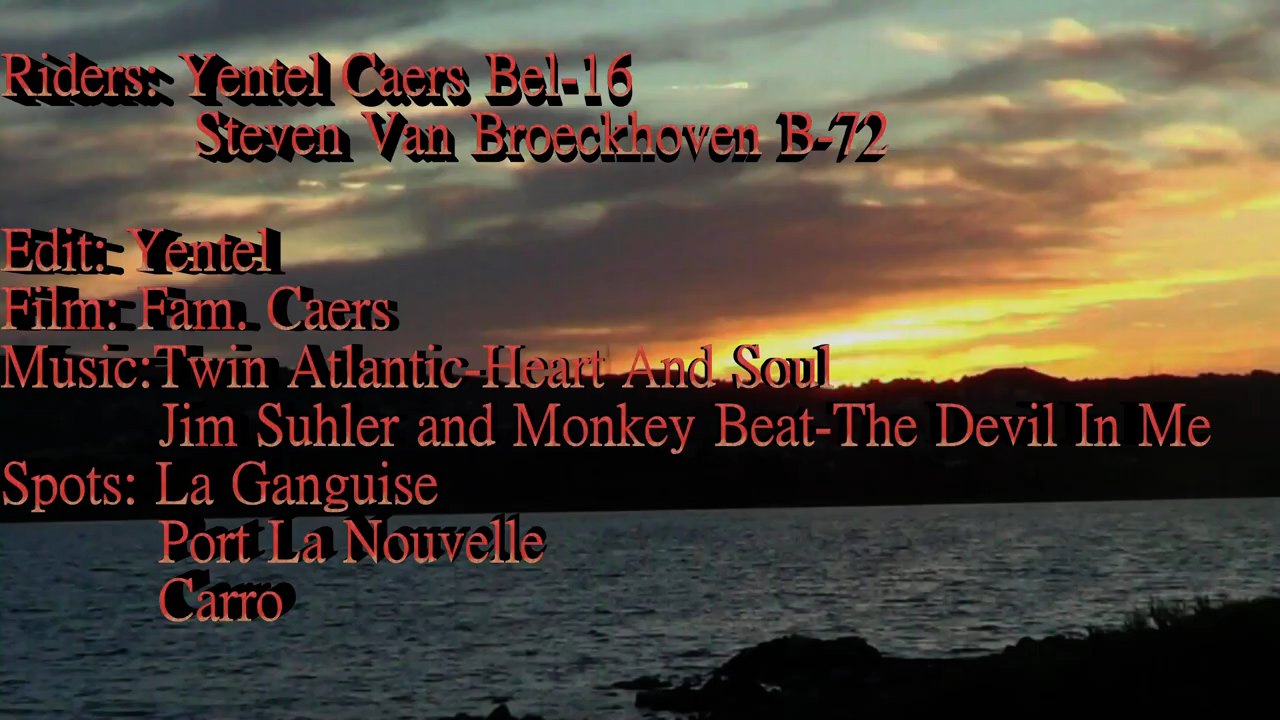 Riders: Yentel Caers Bel-16
Steven Van Broeckhoven B-72
Edit: Yentel
Film: Fam. Caers
Music:Twin Atlantic-Heart And Soul
Jim Suhler and Monkey Beat-The Devil In Me
Spots: La Ganguise
Port La Nouvelle
Carro